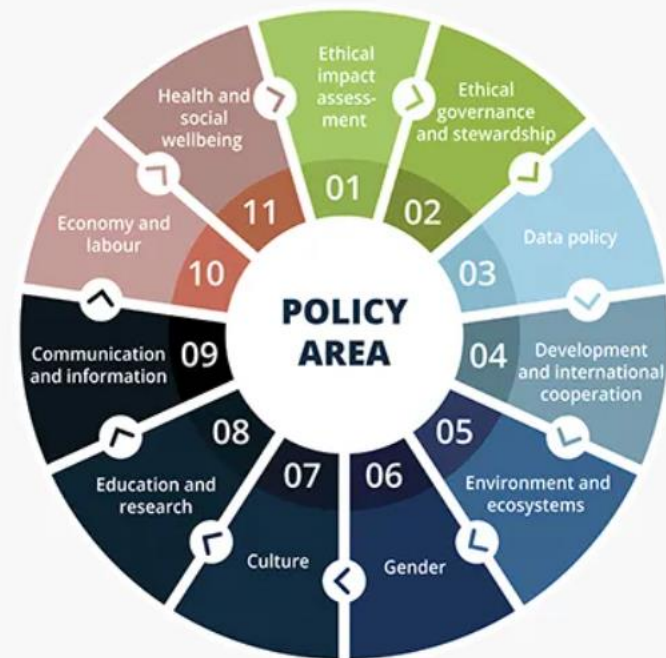 POLICY
AREA
01
Ethical
impact
assess-
ment
02
Ethical
governance
and stewardship
03
Data policy
04
Development
and international
cooperation
05
Environment and
ecosystems
06
Gender
07
Culture
08
Education and
research
09
Communication
and information
10
Economy and
labour
11
Health and
social
wellbeing